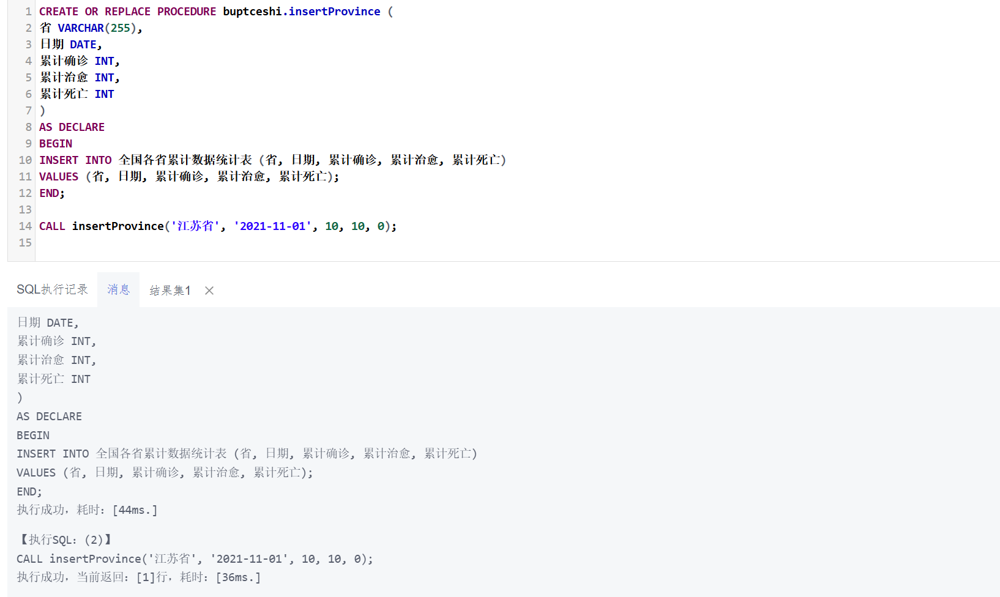 1 CREATE OR REPLACE PROCEDURE buptceshi.insertProvince (
2 省 VARCHAR(255),
3 日期 DATE,
4 累计确诊 INT,
5 累计治愈 INT,
6 累计死亡 INT
7 )
8 AS DECLARE
9 BEGIN
10 INSERT INTO 全国各省累计数据统计表 (省, 日期, 累计确诊, 累计治愈, 累计死亡)
11 VALUES (省, 日期, 累计确诊, 累计治愈, 累计死亡);
12 END;
13
14 CALL insertProvince('江苏省', '2021-11-01', 10, 10, 0);
15
SQL执行记录 消息 结果集1
日期 DATE,
累计确诊 INT,
累计治愈 INT,
累计死亡 INT
)
AS DECLARE
BEGIN
INSERT INTO 全国各省累计数据统计表 (省, 日期, 累计确诊, 累计治愈, 累计死亡)
VALUES (省, 日期, 累计确诊, 累计治愈, 累计死亡);
END;
执行成功，耗时：[44ms.]
【执行SQL：(2)】
CALL insertProvince('江苏省', '2021-11-01', 10, 10, 0);
执行成功，当前返回：[1]行，耗时：[36ms.]